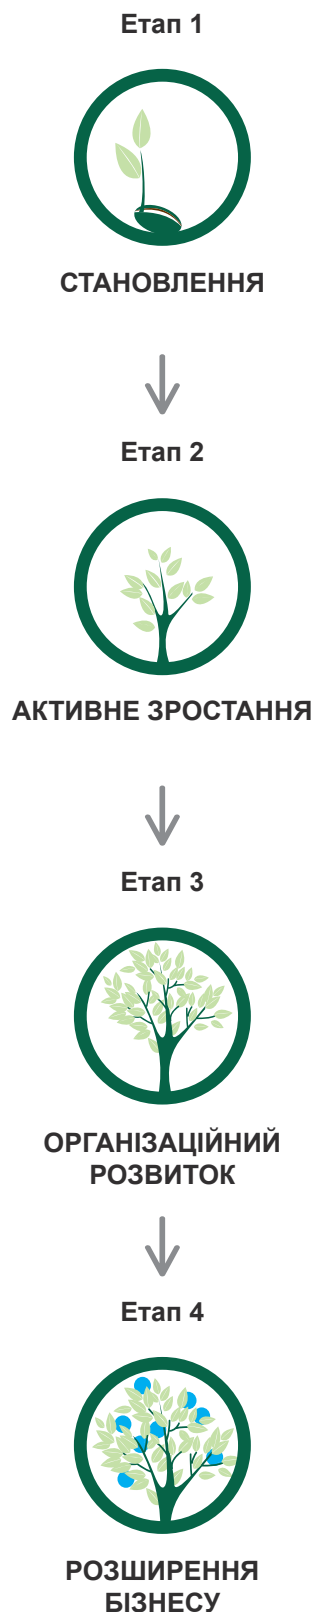 Етап 1
СТАНОВЛЕННЯ
Етап 2
АКТИВНЕ ЗРОСТАННЯ
Етап 3
ОРГАНІЗАЦІЙНИЙ
РОЗВИТОК
Етап 4
РОЗШИРЕННЯ
БІЗНЕСУ